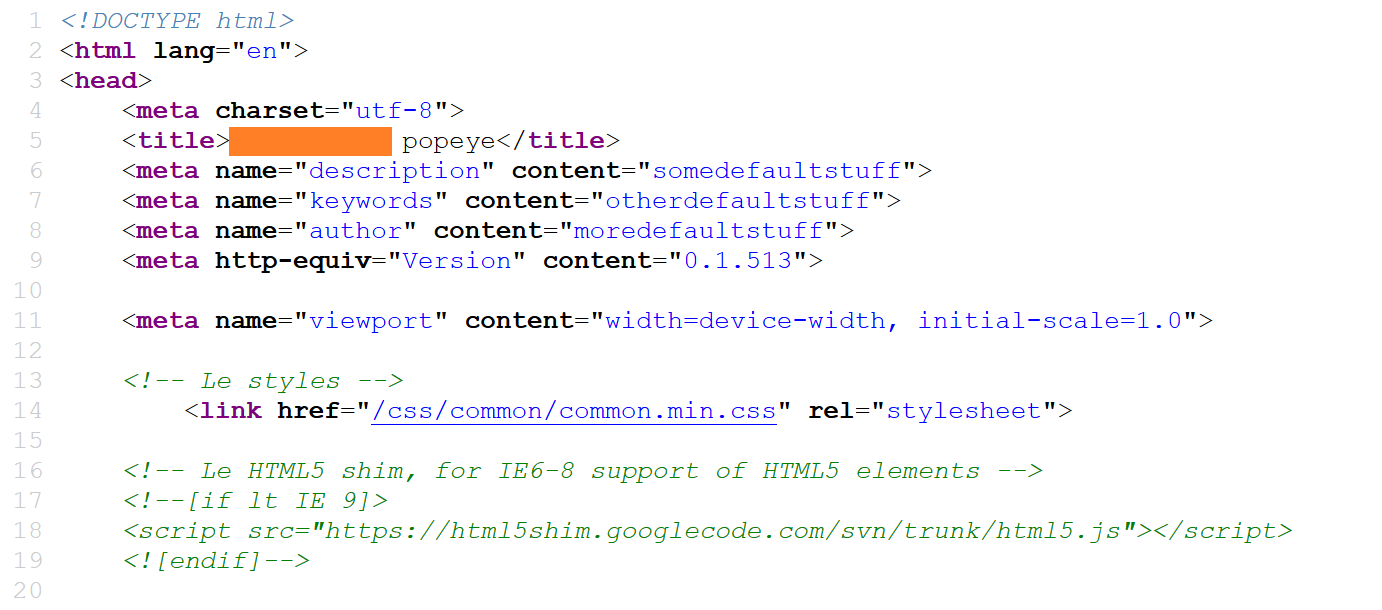 1 <!DOCTYPE html>
2 <html lang="en">
3 <head>
4 <meta charset="utf-8">
5 <title> popeye</title>
6 <meta name="description" content="somedefaultstuff">
7 <meta name="keywords" content="otherdefaultstuff">
8 <meta name="author" content="moredefaultstuff">
9 <meta http-equiv="Version" content="0.1.513">
10
11 <meta name="viewport" content="width=device-width, initial-scale=1.0">
12
13 <!-- Le styles -->
14 <link href="/css/common/common.min.css" rel="stylesheet">
15
16 <!-- Le HTML5 shim, for IE6-8 support of HTML5 elements -->
17 <!--[if lt IE 9]>
18 <script src="https://html5shim.googlecode.com/svn/trunk/html5.js"></script>
19 <![endif]-->
20